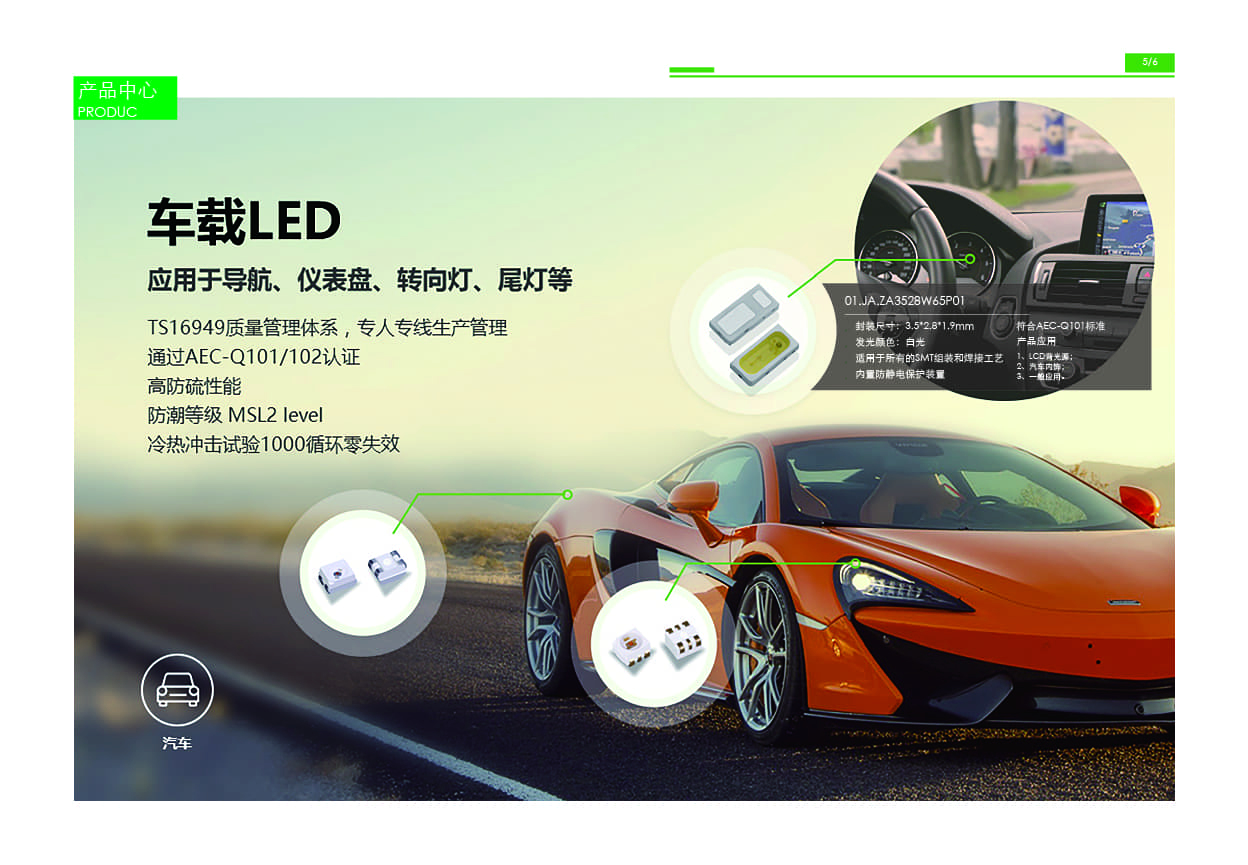 5/6
产品中心
PRODUC
车载LED
应用于导航、仪表盘、转向灯、尾灯等
TS16949质量管理体系，专人专线生产管理
通过AEC-Q101/102认证
高防硫性能
防潮等级 MSL2 level
冷热冲击试验1000循环零失效
01.JA.ZA3528W65P01
封装尺寸：3.5*2.8*1.9mm
发光颜色：白光
适用于所有的SMT组装和焊接工艺
内置防静电保护装置
符合AEC-Q101标准
产品应用
1、LCD背光源；
2、汽车内饰；
3、一般应用。
汽车